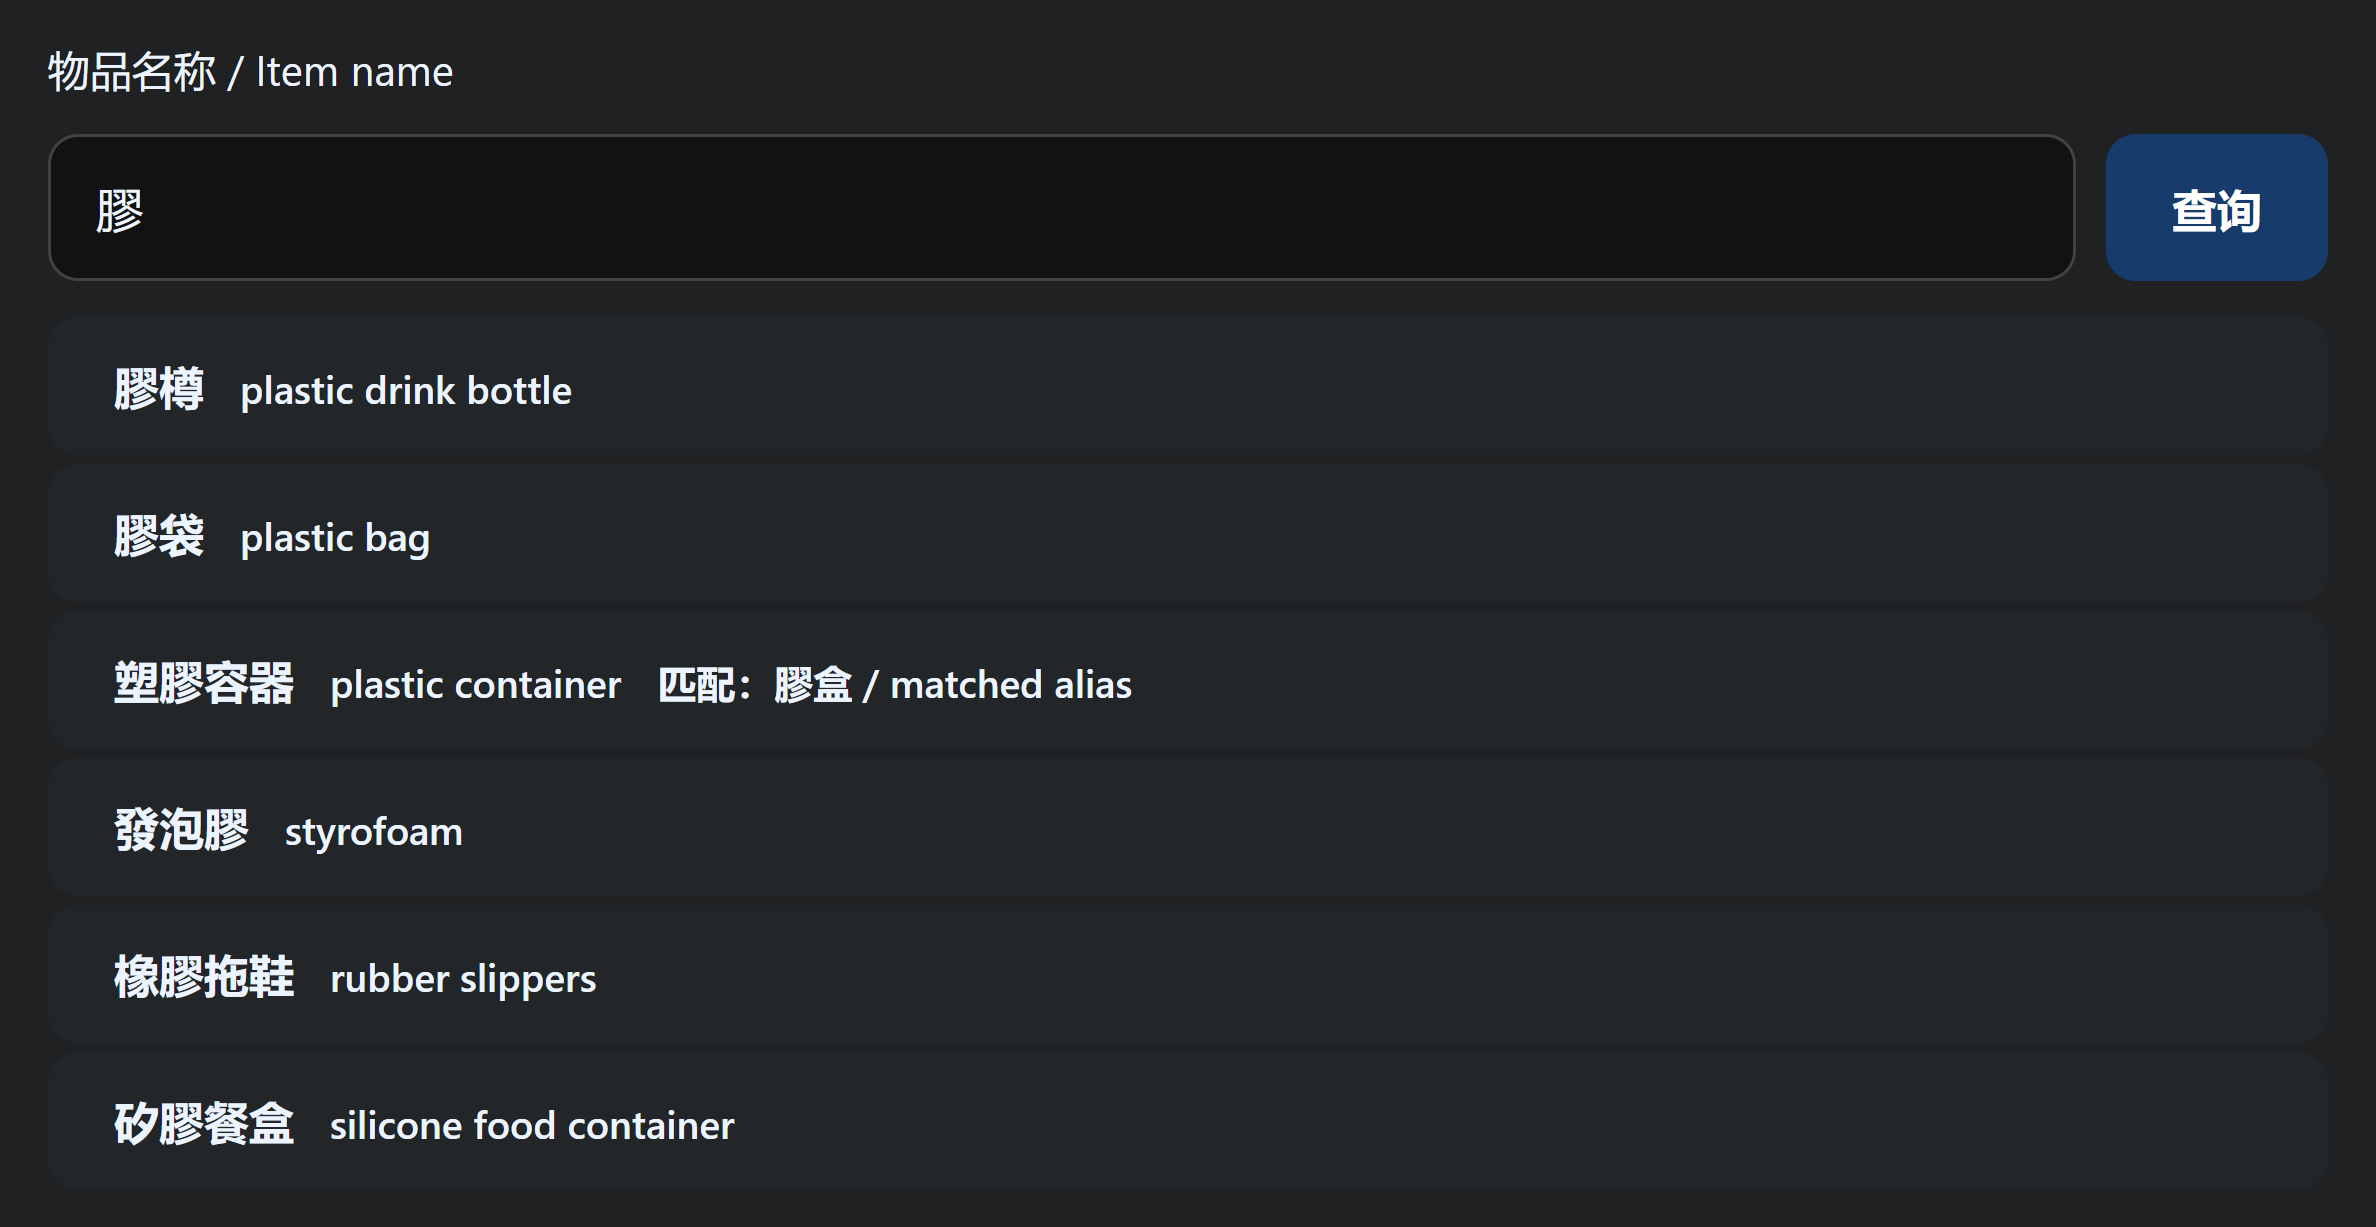 物品名称 / Item name
膠
查询
膠樽 plastic drink bottle
膠袋 plastic bag
塑膠容器 plastic container 匹配：膠盒 / matched alias
發泡膠 styrofoam
橡膠拖鞋 rubber slippers
矽膠餐盒 silicone food container